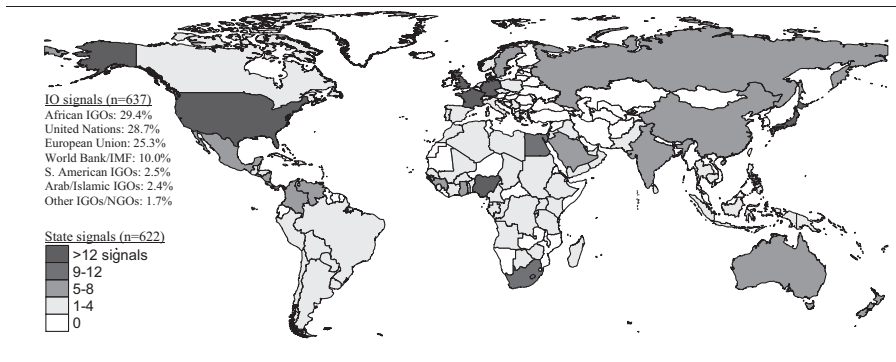 IO signals (n=637)
African IGOs: 29.4%
United Nations: 28.7%
European Union: 25.3%
World Bank/IMF: 10.0%
S. American IGOs: 2.5%
Arab/Islamic IGOs: 2.4%
Other IGOs/NGOs: 1.7%
State signals (n=622)
>12 signals
9-12
5-8
1-4
0